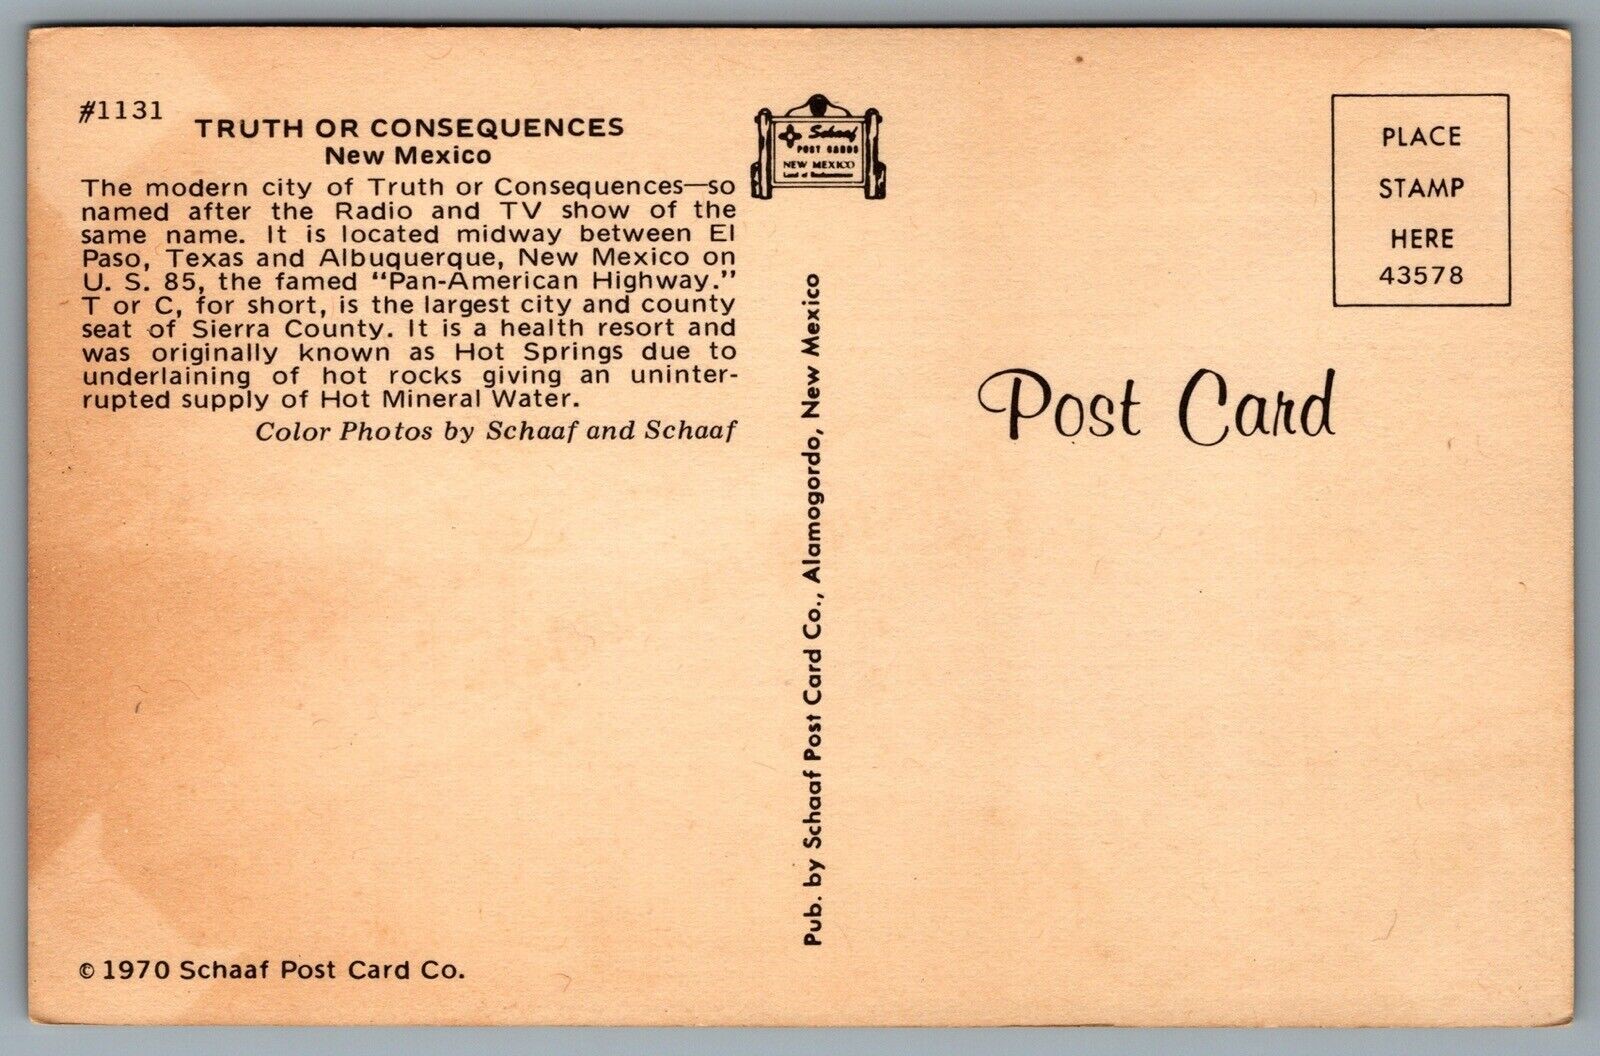 #1131
TRUTH OR CONSEQUENCES
New Mexico
The modern city of Truth or Consequences—so
named after the Radio and TV show of the
same name. It is located midway between El
Paso, Texas and Albuquerque, New Mexico on
U. S. 85, the famed "Pan-American Highway."
T or C, for short, is the largest city and county
seat of Sierra County. It is a health resort and
was originally known as Hot Springs due to
underlaining of hot rocks giving an uninter-
rupted supply of Hot Mineral Water.
Color Photos by Schaaf and Schaaf
© 1970 Schaaf Post Card Co.
Schaaf
POST CARDS
NEW MEXICO
Land of Enchantment
Pub. by Schaaf Post Card Co., Alamogordo, New Mexico
PLACE
STAMP
HERE
43578
Post Card